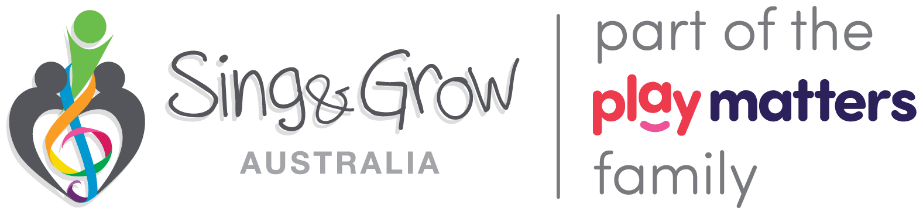 Sing&Grow
AUSTRALIA
part of the
playmatters
family